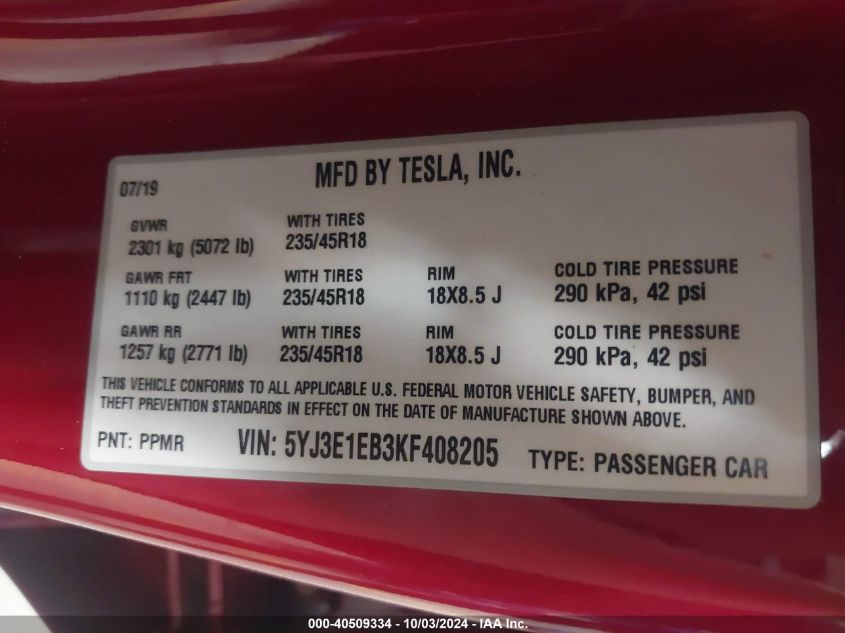 07/19
MFD BY TESLA, INC.
GVWR
2301 kg (5072 lb)
WITH TIRES
235/45R18
GAWR FRT
1110 kg (2447 lb)
WITH TIRES
235/45R18
RIM
18X8.5 J
COLD TIRE PRESSURE
290 kPa, 42 psi
GAWR RR
1257 kg (2771 lb)
WITH TIRES
235/45R18
RIM
18X8.5 J
COLD TIRE PRESSURE
290 kPa, 42 psi
THIS VEHICLE CONFORMS TO ALL APPLICABLE U.S. FEDERAL MOTOR VEHICLE SAFETY, BUMPER, AND
THEFT PREVENTION STANDARDS IN EFFECT ON THE DATE OF MANUFACTURE SHOWN ABOVE.
PNT: PPMR
VIN: 5YJ3E1EB3KF408205
TYPE: PASSENGER CAR
000-40509334 - 10/03/2024 - IAA Inc.